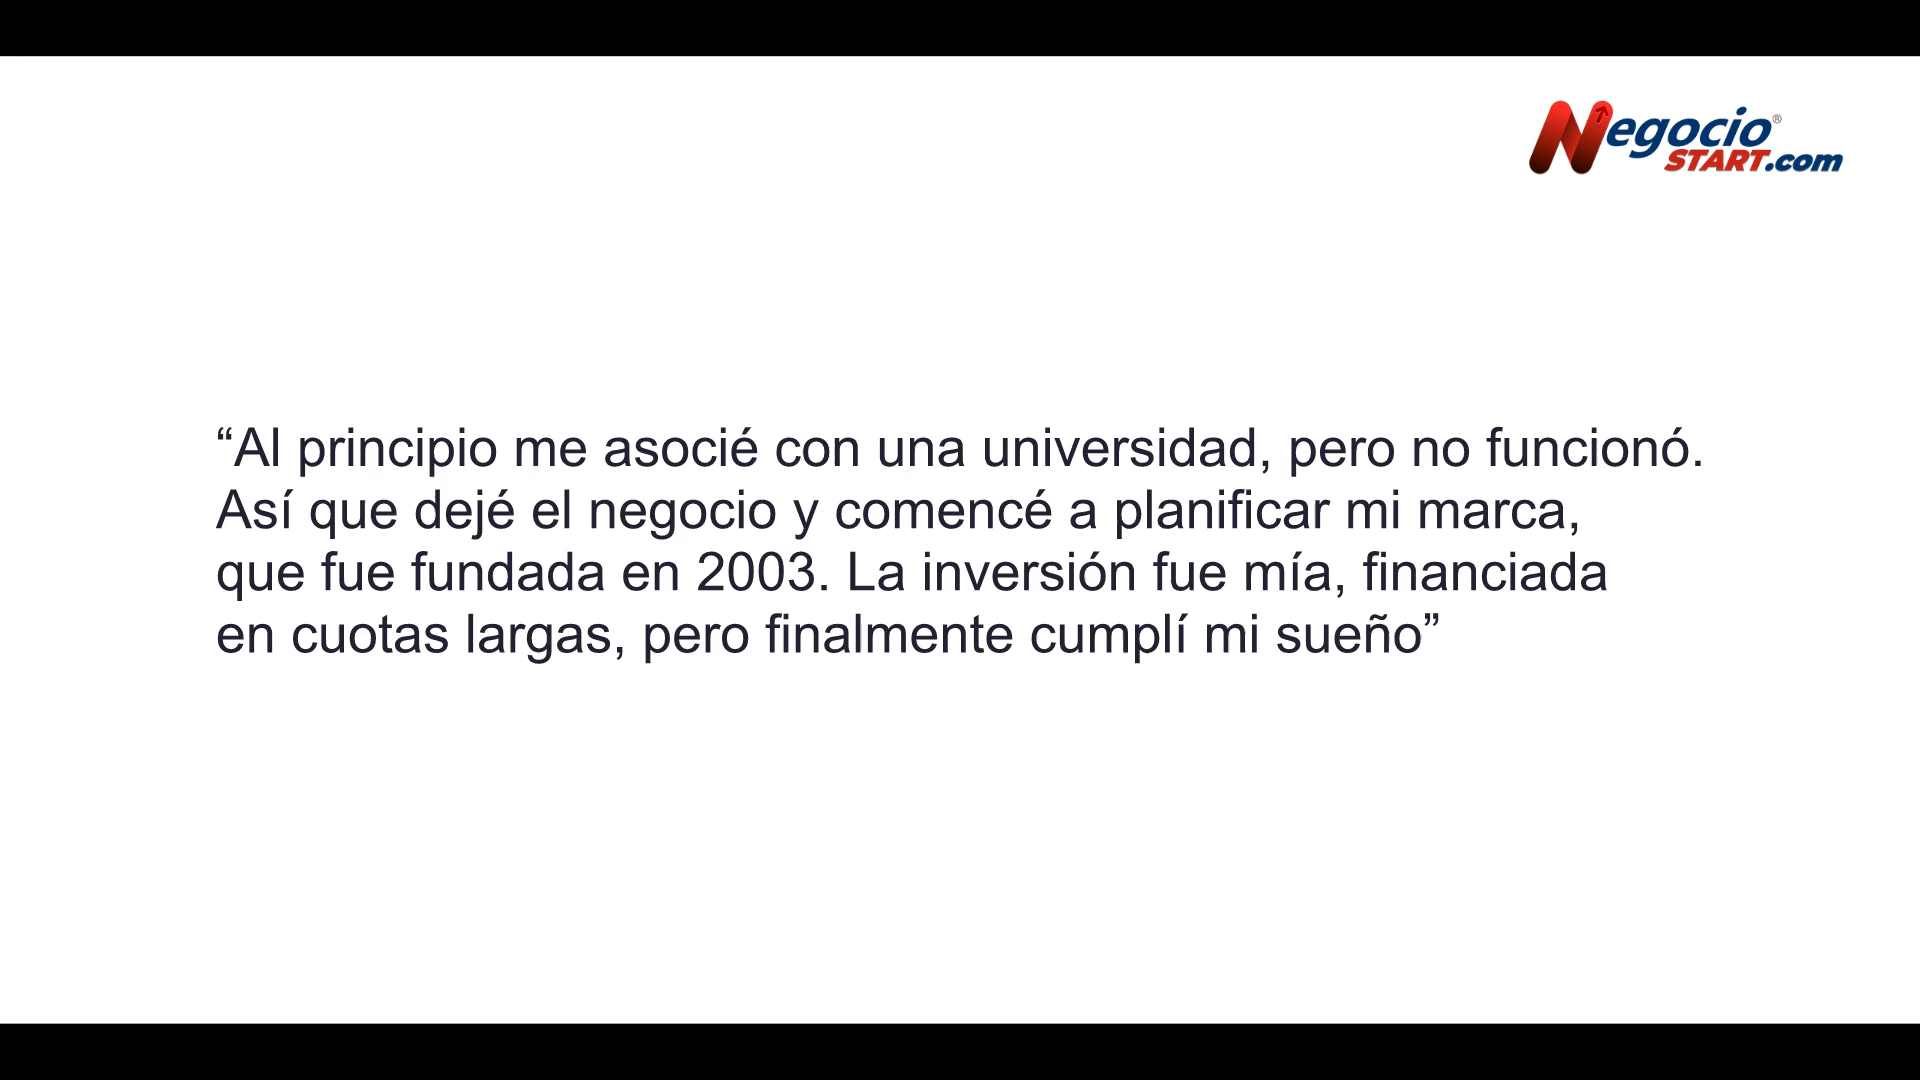 Negocio®
START.com
“Al principio me asocié con una universidad, pero no funcionó.
Así que dejé el negocio y comencé a planificar mi marca,
que fue fundada en 2003. La inversión fue mía, financiada
en cuotas largas, pero finalmente cumplí mi sueño”